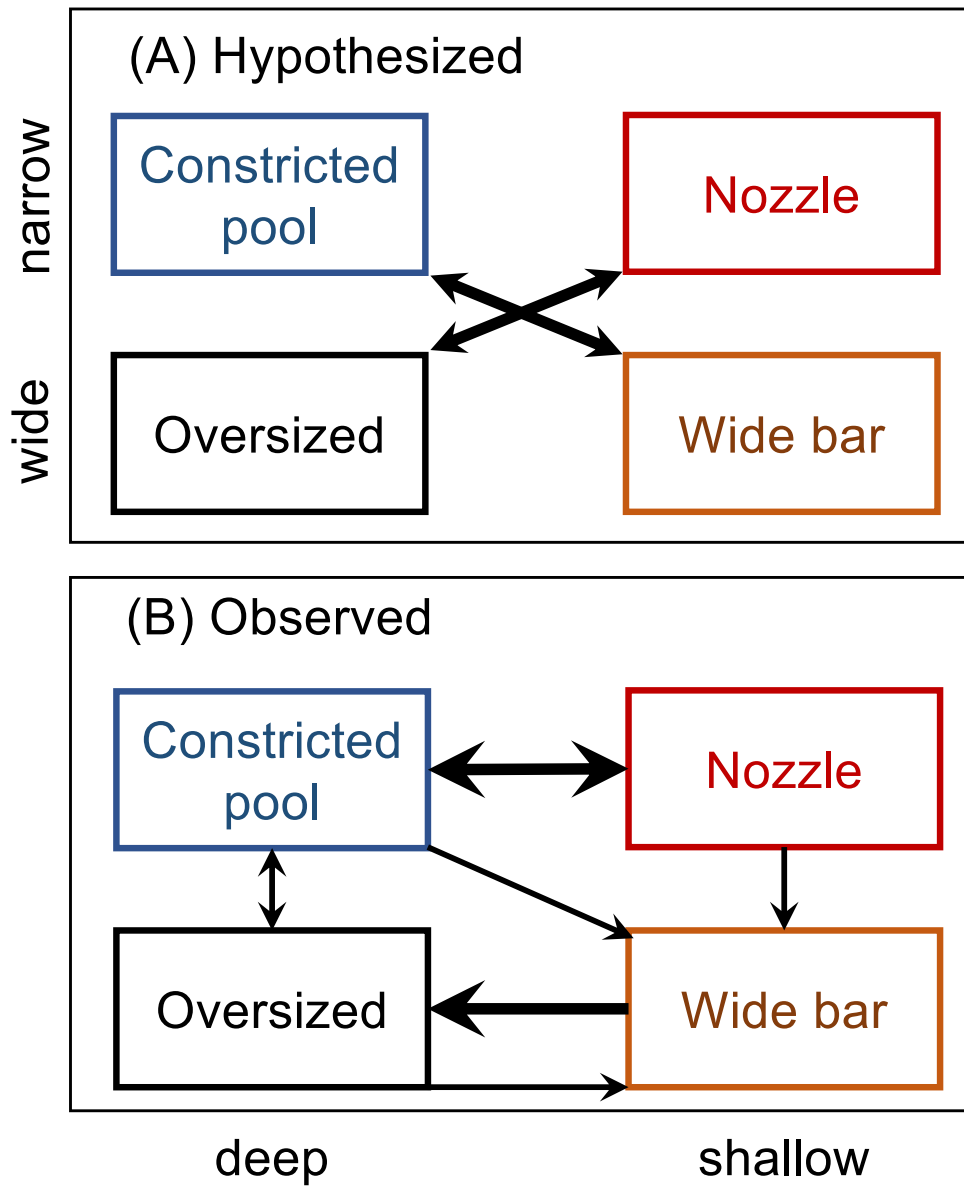 (A) Hypothesized
narrow
Constricted
pool
Nozzle
wide
Oversized
Wide bar
(B) Observed
Constricted
pool
Nozzle
Oversized
Wide bar
deep
shallow